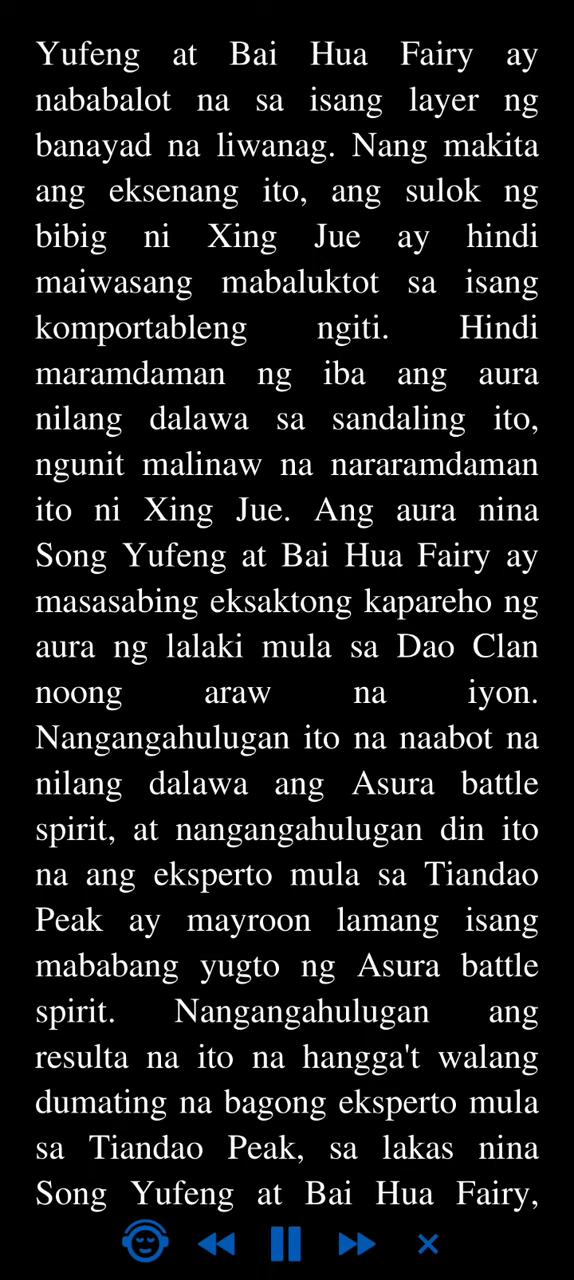 Yufeng at Bai Hua Fairy ay
nababalot na sa isang layer ng
banayad na liwanag. Nang makita
ang eksenang ito, ang sulok ng
bibig ni Xing Jue ay hindi
maiwasang mabaluktot sa isang
komportableng ngiti. Hindi
maramdaman ng iba ang aura
nilang dalawa sa sandaling ito,
ngunit malinaw na nararamdaman
ito ni Xing Jue. Ang aura nina
Song Yufeng at Bai Hua Fairy ay
masasabing eksaktong kapareho ng
aura ng lalaki mula sa Dao Clan
noong araw na iyon.
Nangangahulugan ito na naabot na
nilang dalawa ang Asura battle
spirit, at nangangahulugan din ito
na ang eksperto mula sa Tiandao
Peak ay mayroon lamang isang
mababang yugto ng Asura battle
spirit. Nangangahulugan ang
resulta na ito na hangga't walang
dumating na bagong eksperto mula
sa Tiandao Peak, sa lakas nina
Song Yufeng at Bai Hua Fairy,